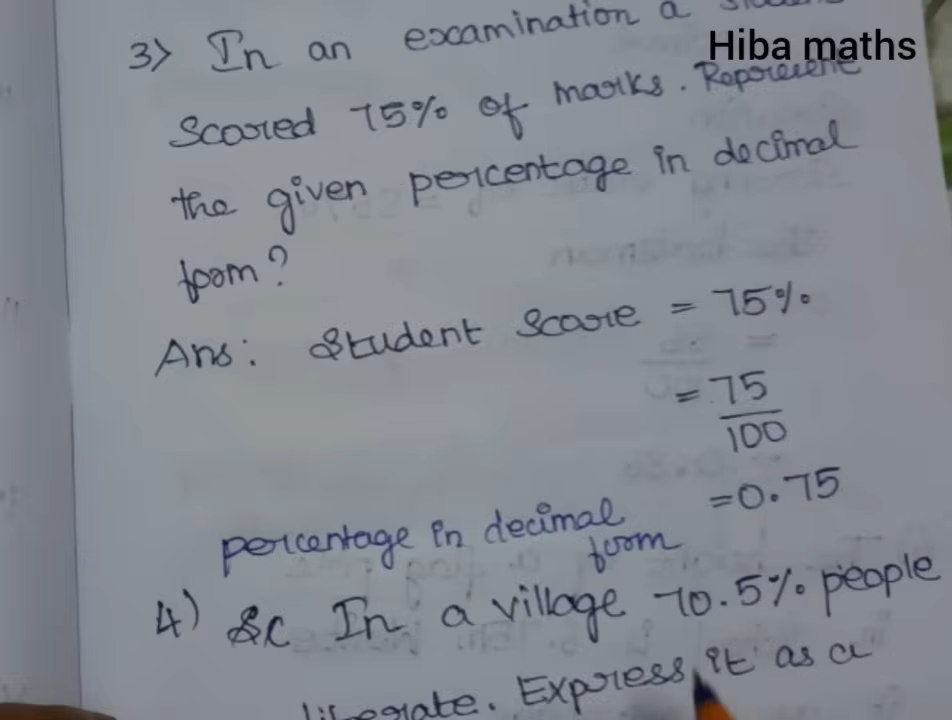 3) In an examination a student
Hiba maths
Scored 75% of marks. Represent
the given percentage in decimal
form?
Ans: Student Score = 75%
= 75
100
= 0.75
percentage in decimal
form
4) &c In a village 70.5% people
literate. Express it as a